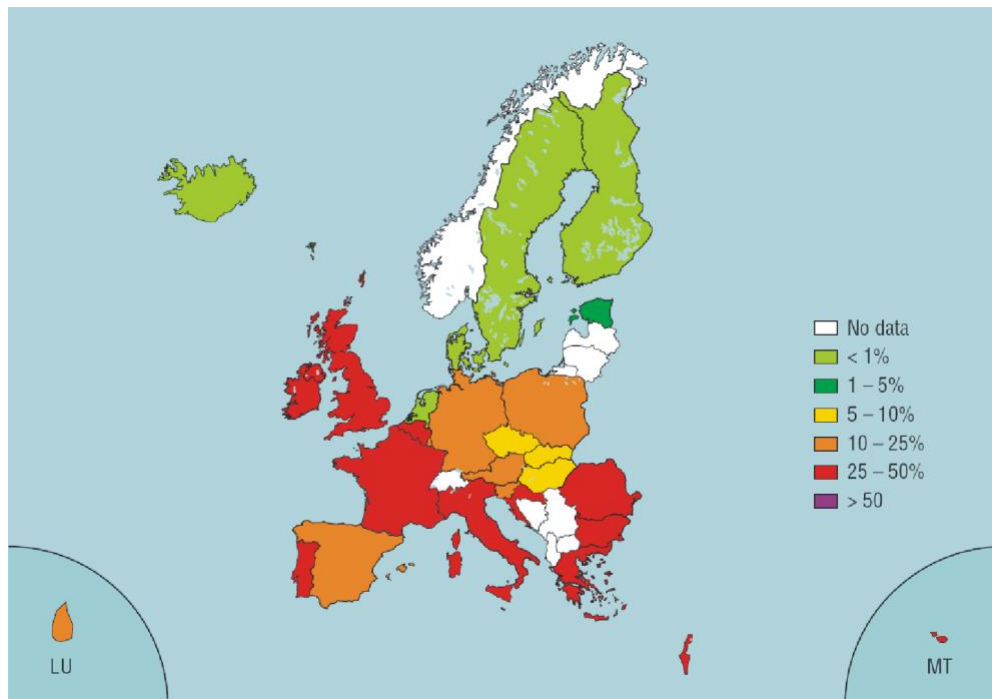 No data
< 1%
1 – 5%
5 – 10%
10 – 25%
25 – 50%
> 50
LU
MT